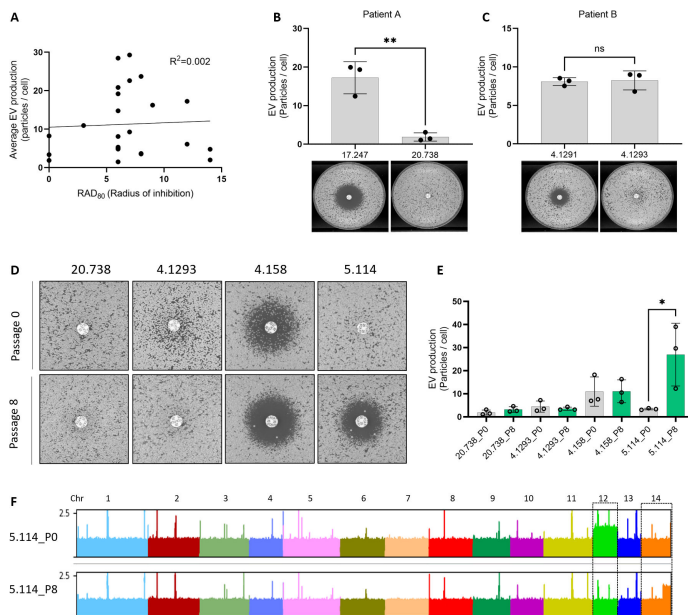 A
B
C
Patient A
Patient B
Average EV production
(particles / cell)
30
20
10
0
R²=0.002
0
5
10
15
RAD₈₀ (Radius of inhibition)
EV production
(Particles / cell)
30
20
10
0
**
17.247
20.738
EV production
(Particles / cell)
15
10
5
0
ns
4.1291
4.1293
D
20.738
4.1293
4.158
5.114
Passage 0
Passage 8
E
EV production
(Particles / cell)
50
40
30
20
10
0
*
20.738_P0
20.738_P8
4.1293_P0
4.1293_P8
4.158_P0
4.158_P8
5.114_P0
5.114_P8
F
Chr 1 2 3 4 5 6 7 8 9 10 11 12 13 14
2.5
5.114_P0
2.5
5.114_P8